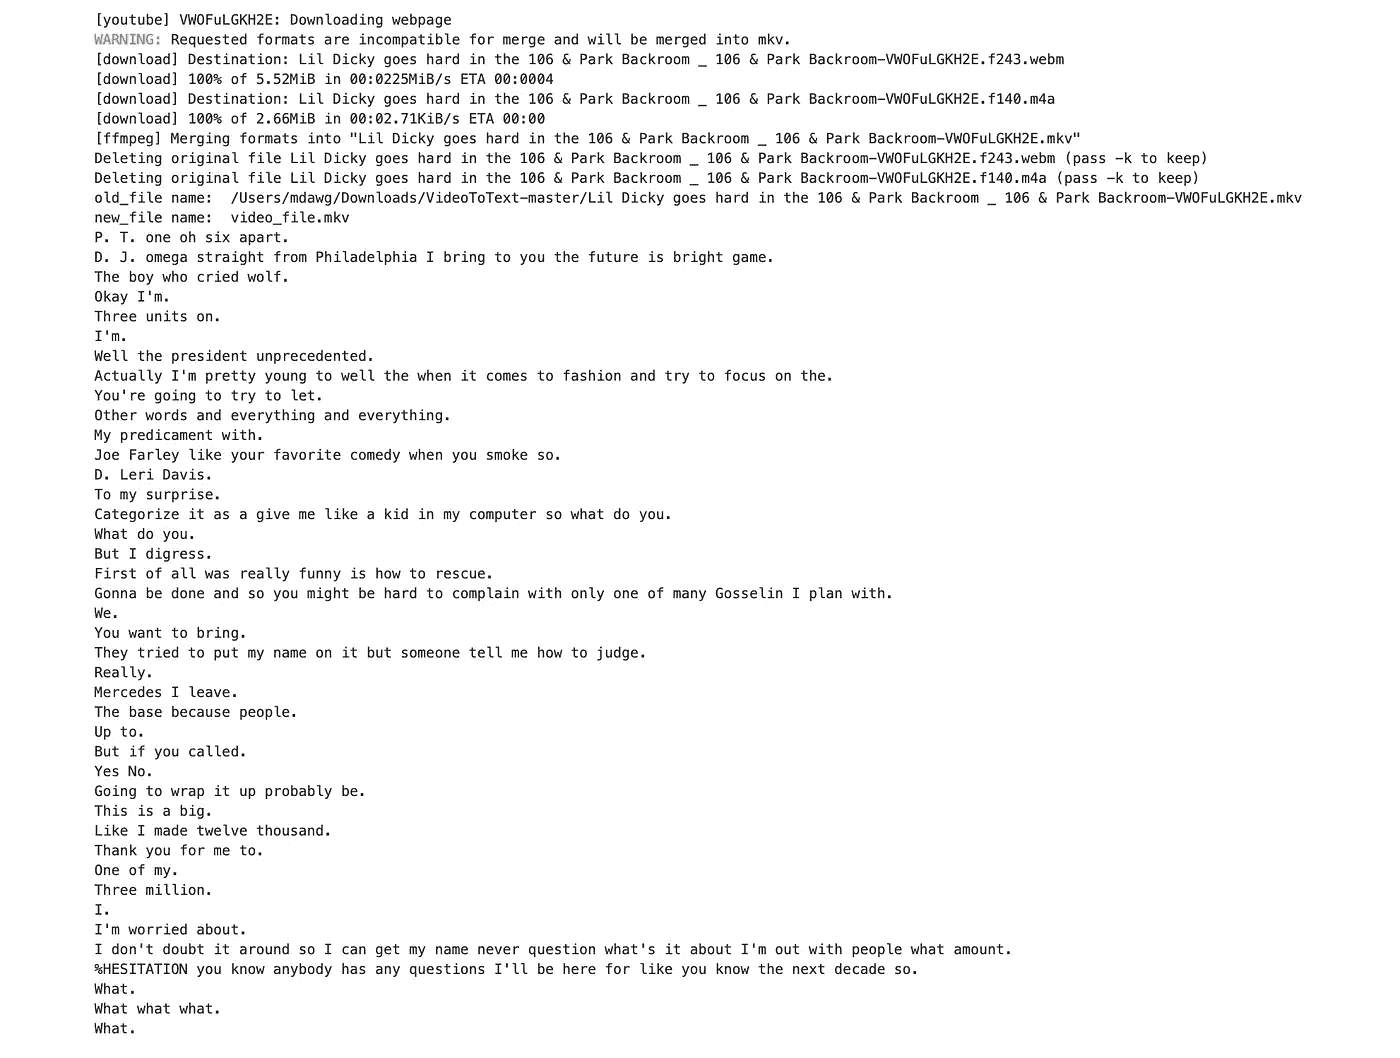 [youtube] VWOFuLGKH2E: Downloading webpage
WARNING: Requested formats are incompatible for merge and will be merged into mkv.
[download] Destination: Lil Dicky goes hard in the 106 & Park Backroom _ 106 & Park Backroom-VWOFuLGKH2E.f243.webm
[download] 100% of 5.52MiB in 00:0225MiB/s ETA 00:0004
[download] Destination: Lil Dicky goes hard in the 106 & Park Backroom _ 106 & Park Backroom-VWOFuLGKH2E.f140.m4a
[download] 100% of 2.66MiB in 00:02.71KiB/s ETA 00:00
[ffmpeg] Merging formats into "Lil Dicky goes hard in the 106 & Park Backroom _ 106 & Park Backroom-VWOFuLGKH2E.mkv"
Deleting original file Lil Dicky goes hard in the 106 & Park Backroom _ 106 & Park Backroom-VWOFuLGKH2E.f243.webm (pass -k to keep)
Deleting original file Lil Dicky goes hard in the 106 & Park Backroom _ 106 & Park Backroom-VWOFuLGKH2E.f140.m4a (pass -k to keep)
old_file name:  /Users/mdawg/Downloads/VideoToText-master/Lil Dicky goes hard in the 106 & Park Backroom _ 106 & Park Backroom-VWOFuLGKH2E.mkv
new_file name:  video_file.mkv
P. T. one oh six apart.
D. J. omega straight from Philadelphia I bring to you the future is bright game.
The boy who cried wolf.
Okay I'm.
Three units on.
I'm.
Well the president unprecedented.
Actually I'm pretty young to well the when it comes to fashion and try to focus on the.
You're going to try to let.
Other words and everything and everything.
My predicament with.
Joe Farley like your favorite comedy when you smoke so.
D. Leri Davis.
To my surprise.
Categorize it as a give me like a kid in my computer so what do you.
What do you.
But I digress.
First of all was really funny is how to rescue.
Gonna be done and so you might be hard to complain with only one of many Gosselin I plan with.
We.
You want to bring.
They tried to put my name on it but someone tell me how to judge.
Really.
Mercedes I leave.
The base because people.
Up to.
But if you called.
Yes No.
Going to wrap it up probably be.
This is a big.
Like I made twelve thousand.
Thank you for me to.
One of my.
Three million.
I.
I'm worried about.
I don't doubt it around so I can get my name never question what's it about I'm out with people what amount.
%HESITATION you know anybody has any questions I'll be here for like you know the next decade so.
What.
What what what.
What.